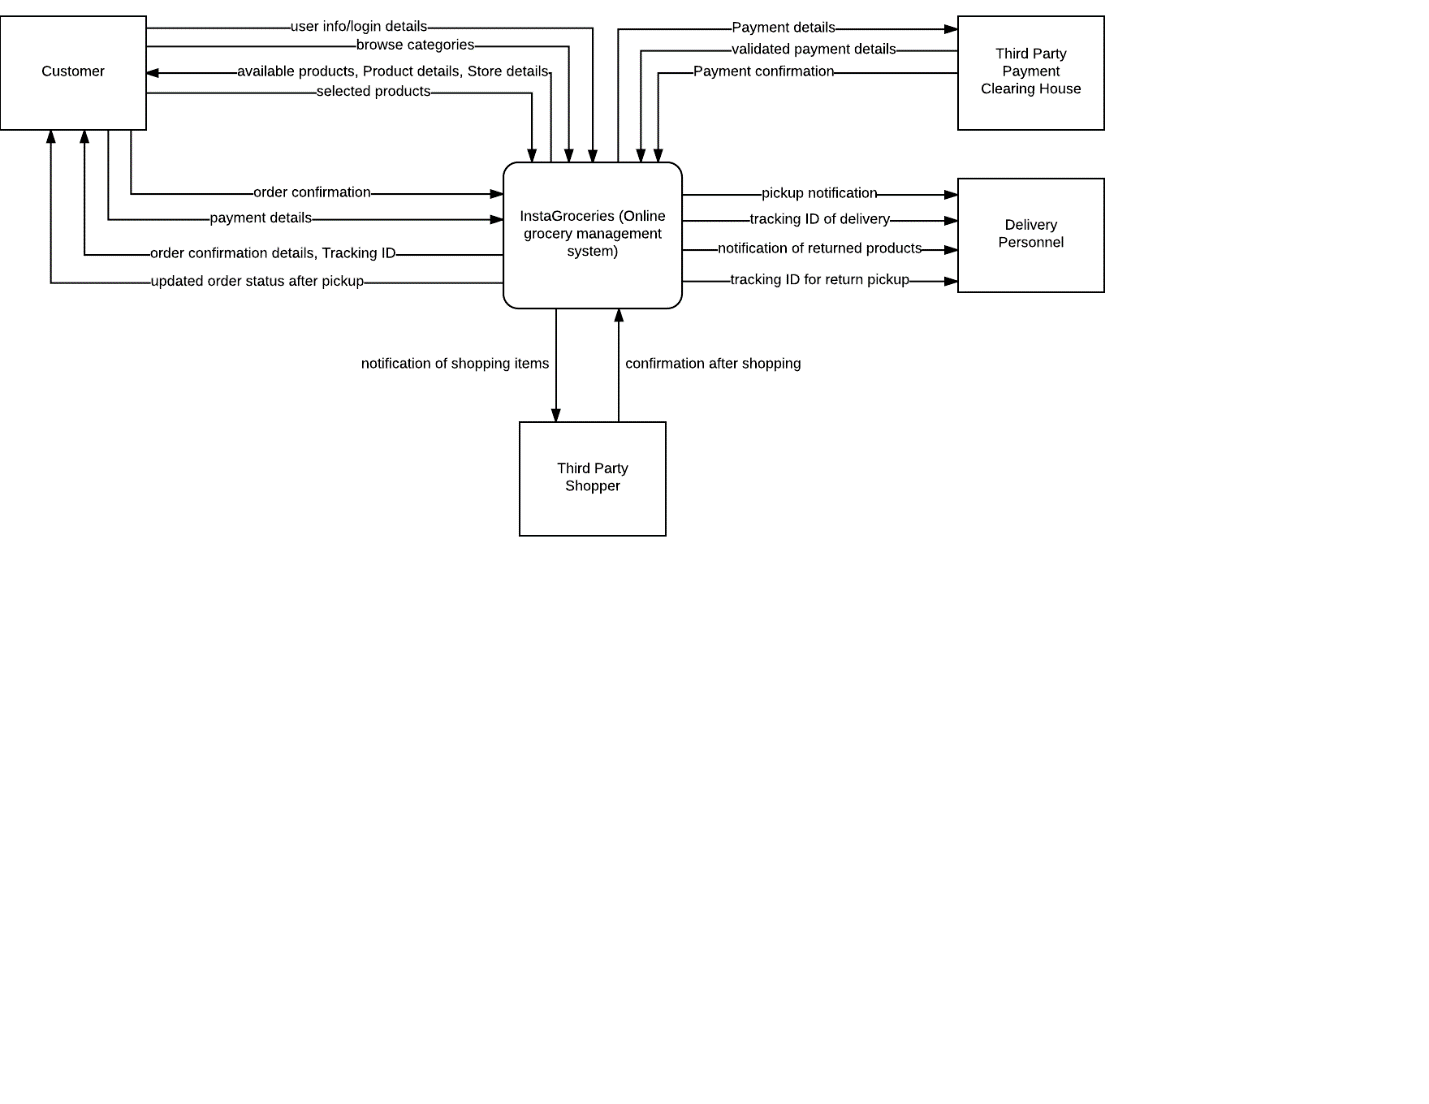 user info/login details
browse categories
available products, Product details, Store details
selected products
Customer
Payment details
validated payment details
Payment confirmation
Third Party
Payment
Clearing House
order confirmation
payment details
order confirmation details, Tracking ID
updated order status after pickup
InstaGroceries (Online
grocery management
system)
pickup notification
tracking ID of delivery
notification of returned products
tracking ID for return pickup
Delivery
Personnel
notification of shopping items
confirmation after shopping
Third Party
Shopper